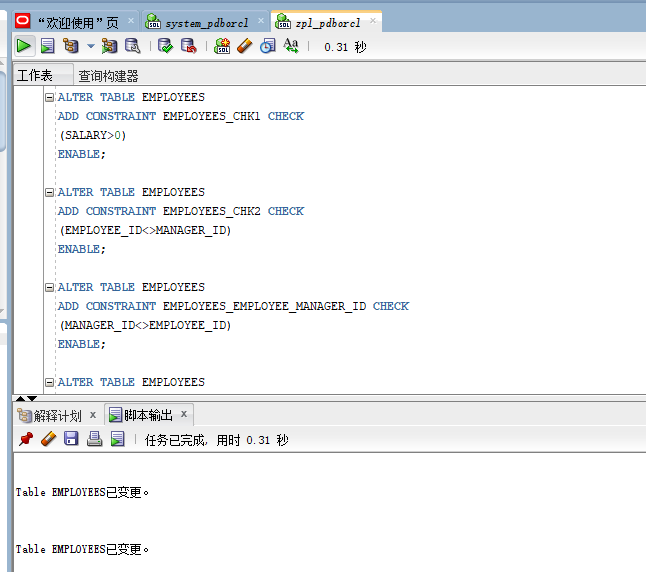 “欢迎使用”页 system_pdborcl zpl_pdborcl
SQL 0.31 秒
工作表 查询构建器
ALTER TABLE EMPLOYEES
ADD CONSTRAINT EMPLOYEES_CHK1 CHECK
(SALARY>0)
ENABLE;
ALTER TABLE EMPLOYEES
ADD CONSTRAINT EMPLOYEES_CHK2 CHECK
(EMPLOYEE_ID<>MANAGER_ID)
ENABLE;
ALTER TABLE EMPLOYEES
ADD CONSTRAINT EMPLOYEES_EMPLOYEE_MANAGER_ID CHECK
(MANAGER_ID<>EMPLOYEE_ID)
ENABLE;
ALTER TABLE EMPLOYEES
解释计划 x 脚本输出 x
任务已完成, 用时 0.31 秒
Table EMPLOYEES已变更。
Table EMPLOYEES已变更。